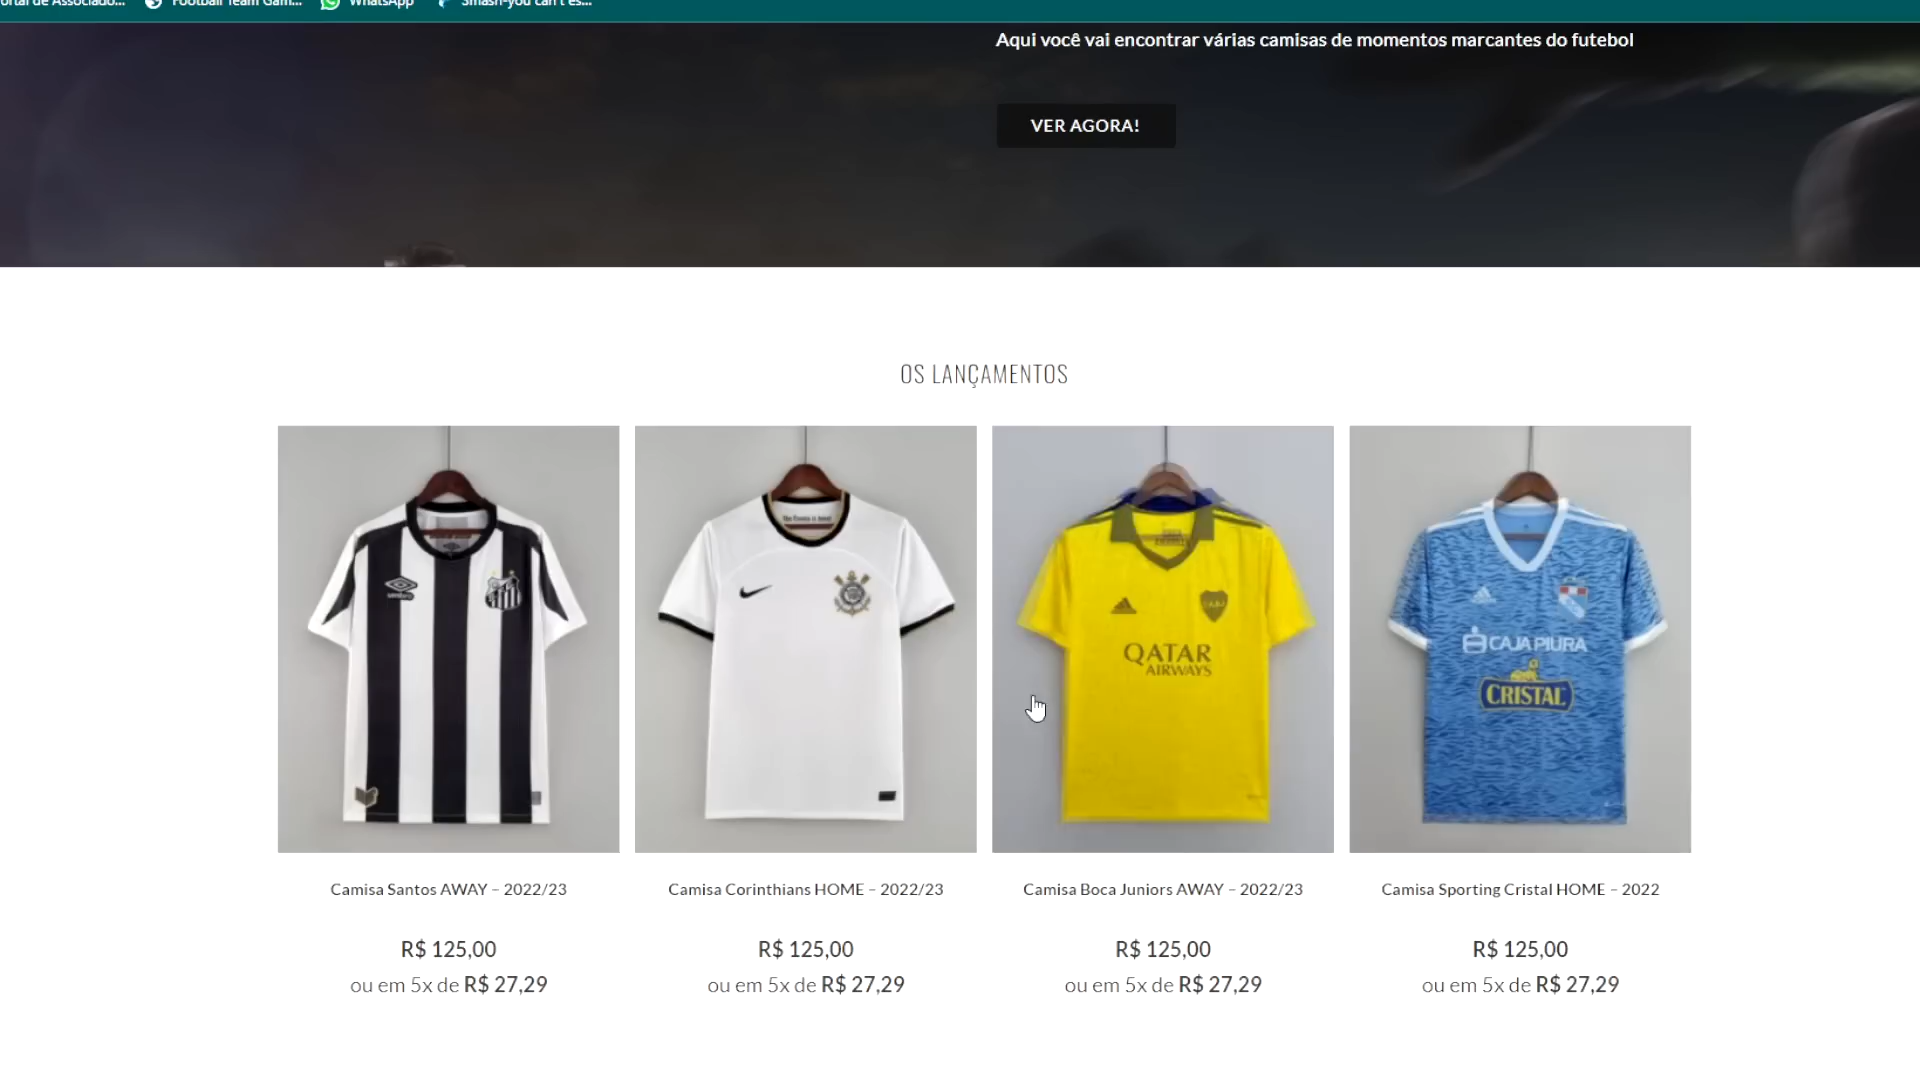 ortal de Associado...
Football Team Gam...
WhatsApp
Smash-you can't es...
Aqui você vai encontrar várias camisas de momentos marcantes do futebol
VER AGORA!
OS LANÇAMENTOS
umbro
QATAR
AIRWAYS
CAJA PIURA
CRISTAL
Camisa Santos AWAY – 2022/23
Camisa Corinthians HOME – 2022/23
Camisa Boca Juniors AWAY – 2022/23
Camisa Sporting Cristal HOME – 2022
R$ 125,00
R$ 125,00
R$ 125,00
R$ 125,00
ou em 5x de R$ 27,29
ou em 5x de R$ 27,29
ou em 5x de R$ 27,29
ou em 5x de R$ 27,29